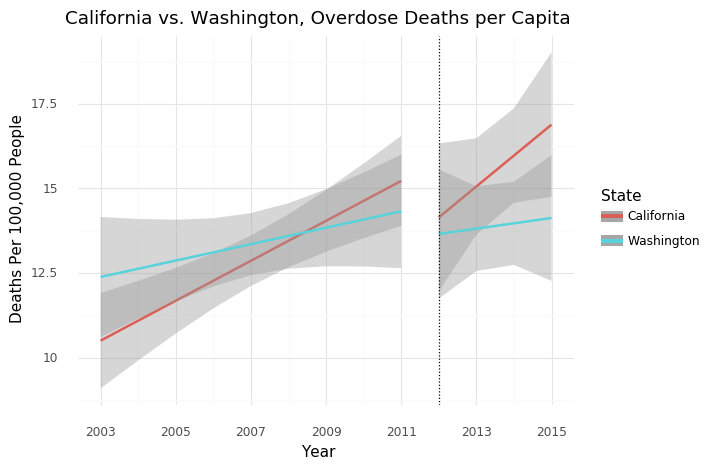 California vs. Washington, Overdose Deaths per Capita
Deaths Per 100,000 People
17.5
15
12.5
10
2003 2005 2007 2009 2011 2013 2015
Year
State
California
Washington